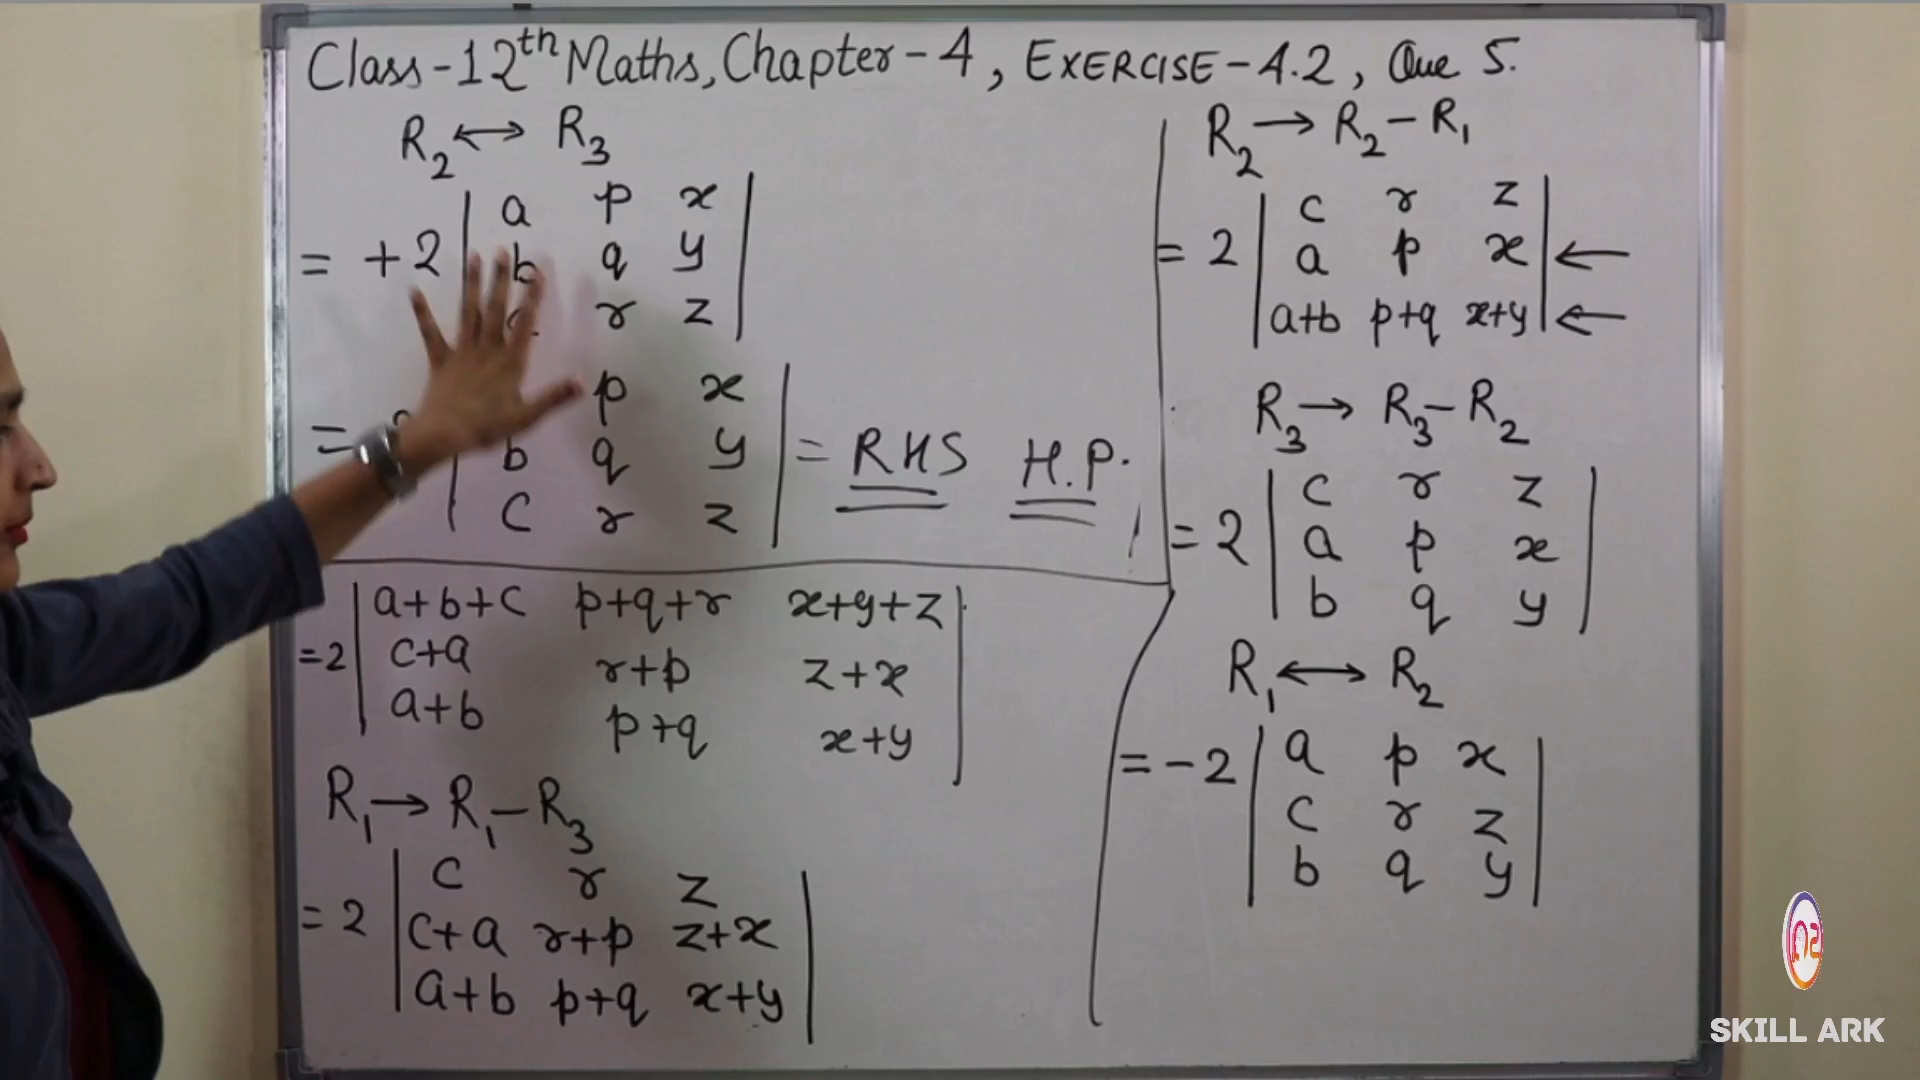 Class-12th Maths, Chapter-4, EXERCISE-4.2, Que 5.
R2 ↔ R3
= +2 | a p x |
| b q y |
| r z |
= | p x |
| b q y | = RHS H.P.
| c r z |
=2 | a+b+c p+q+r x+y+z |
| c+a r+p z+x |
| a+b p+q x+y |
R1 → R1-R3
= 2 | c r z |
| c+a r+p z+x |
| a+b p+q x+y |
R2 → R2-R1
= 2 | c r z |
| a p x | ←
| a+b p+q x+y | ←
R3 → R3-R2
= 2 | c r z |
| a p x |
| b q y |
R1 ↔ R2
= -2 | a p x |
| c r z |
| b q y |
SKILL ARK